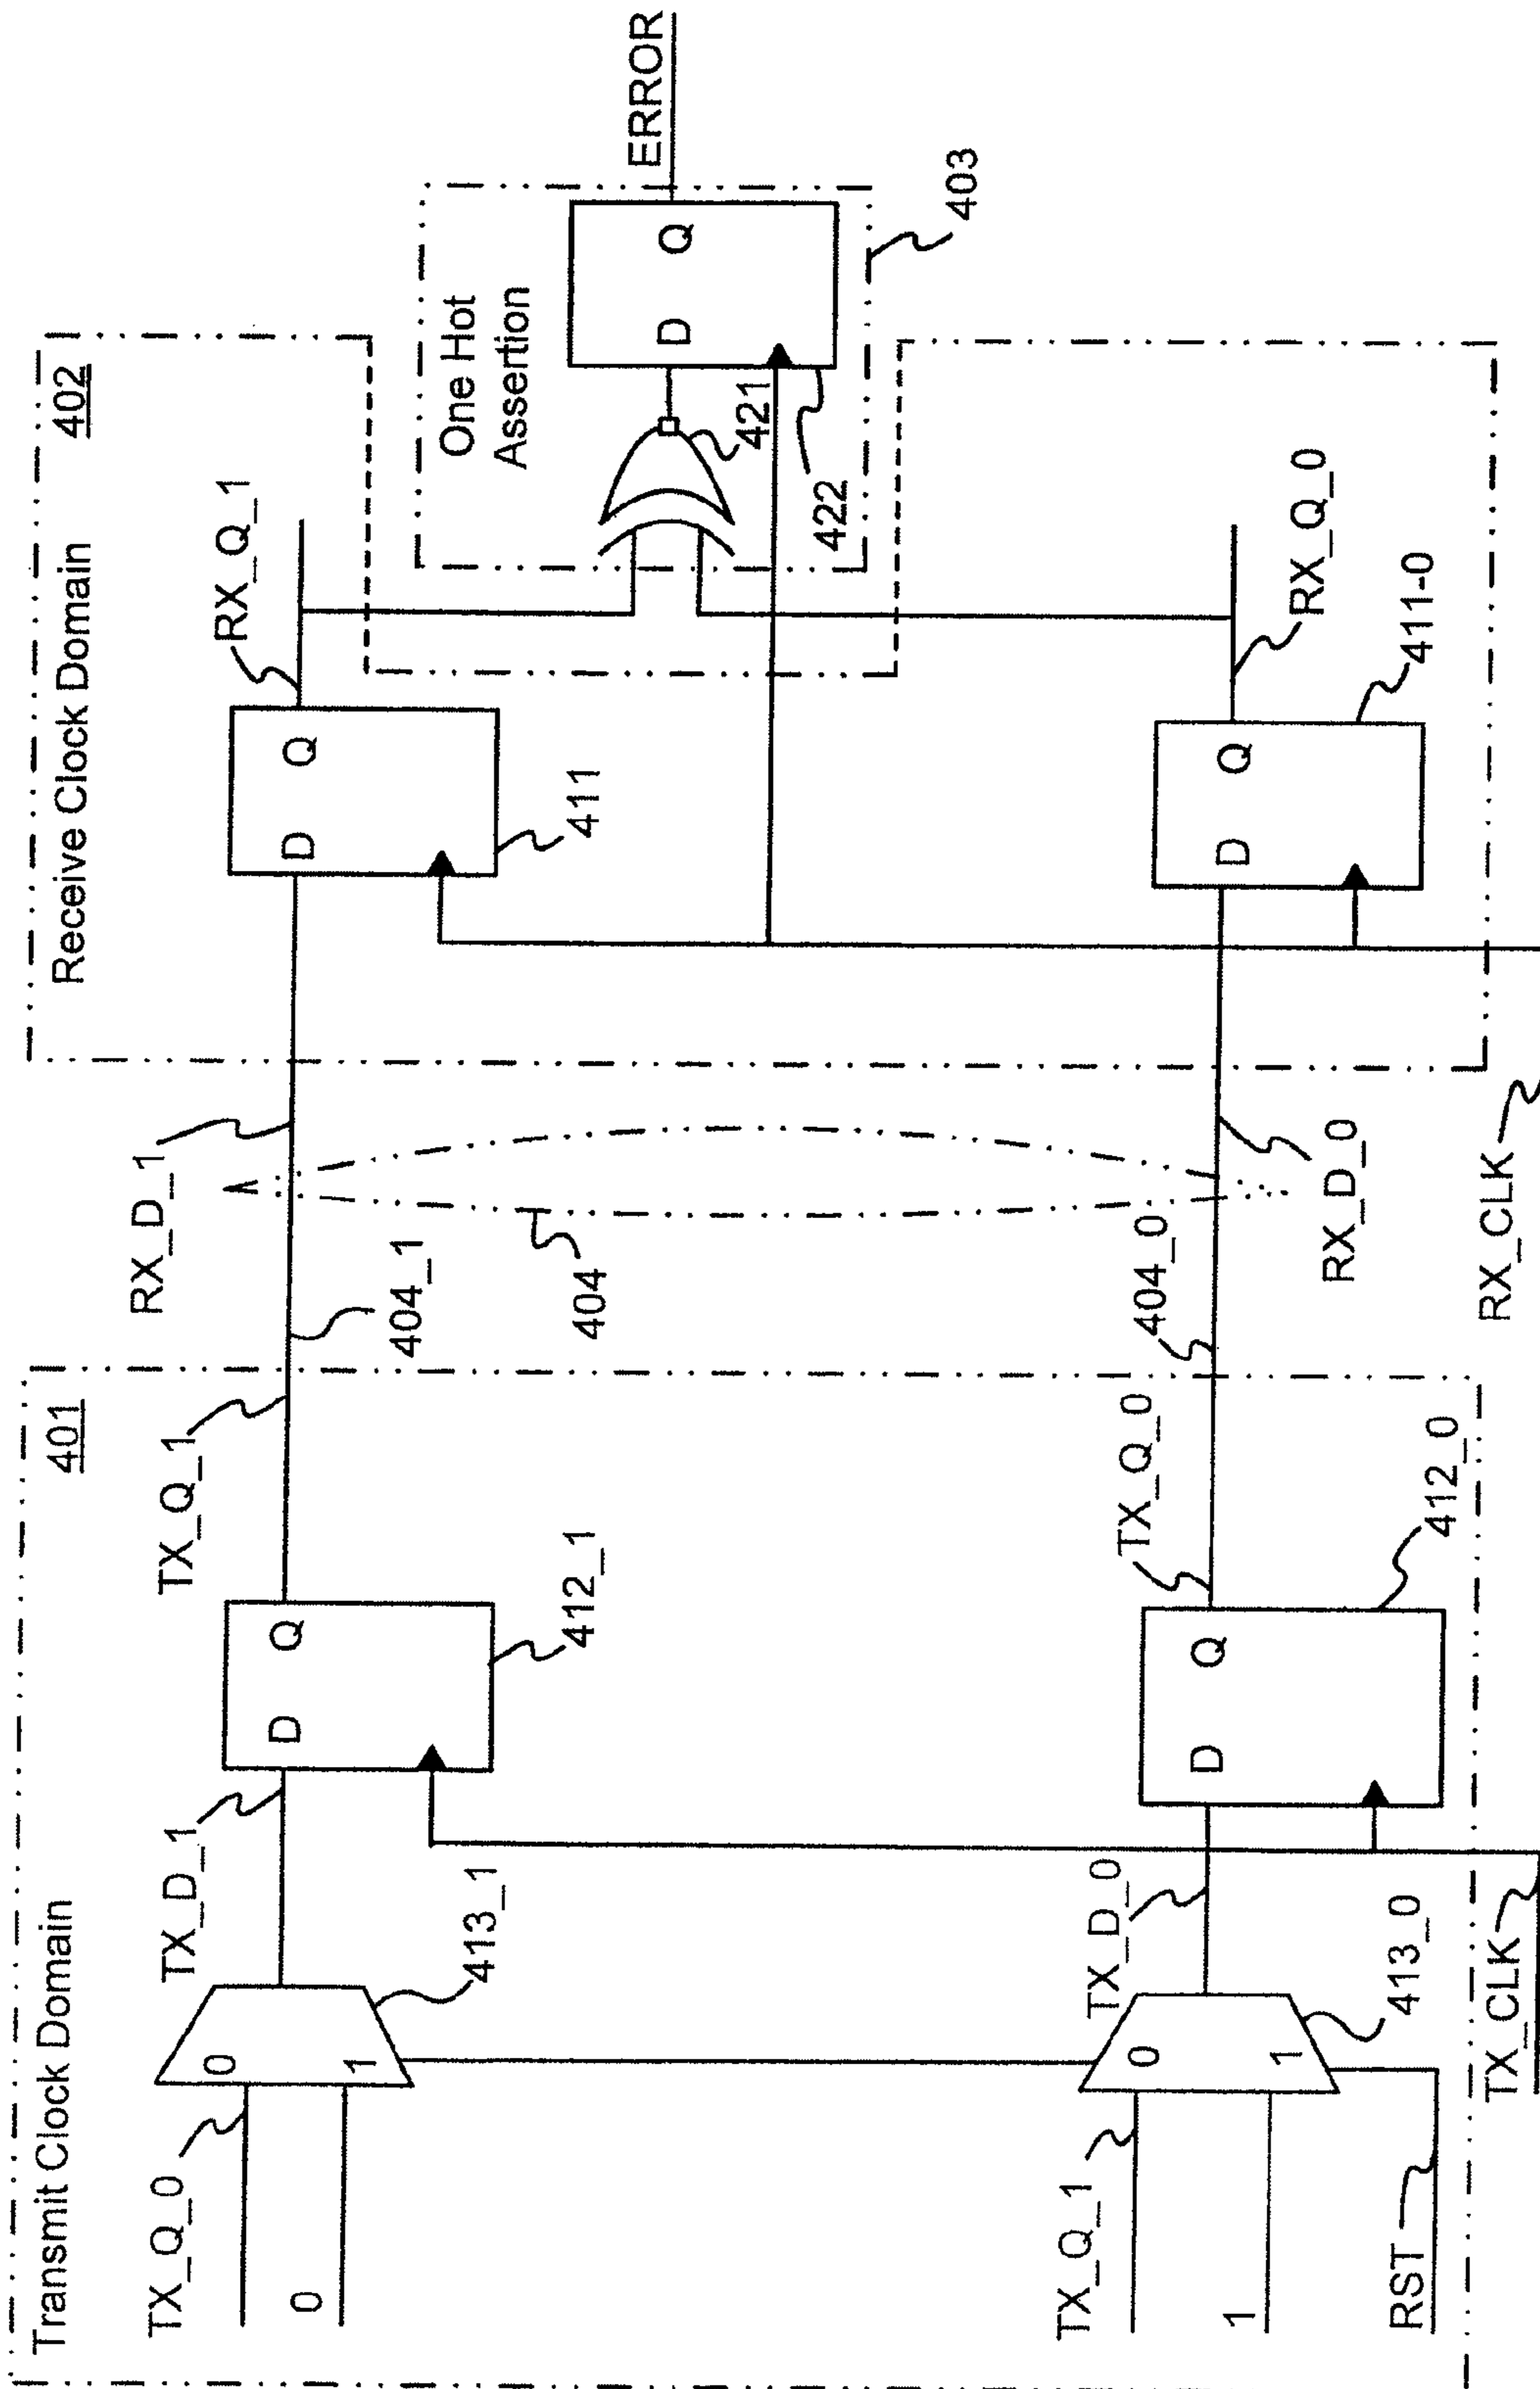 Transmit Clock Domain
401
TX_Q_0
0
0
1
TX_D_1
413_1
D
Q
412_1
TX_Q_1
404_1
RX_D_1
404
Receive Clock Domain
402
D
Q
411
RX_Q_1
One Hot
Assertion
421
D
Q
422
ERROR
403
TX_Q_1
1
RST
0
1
TX_D_0
413_0
TX_CLK
D
Q
412_0
TX_Q_0
404_0
RX_D_0
RX_CLK
D
Q
411-0
RX_Q_0